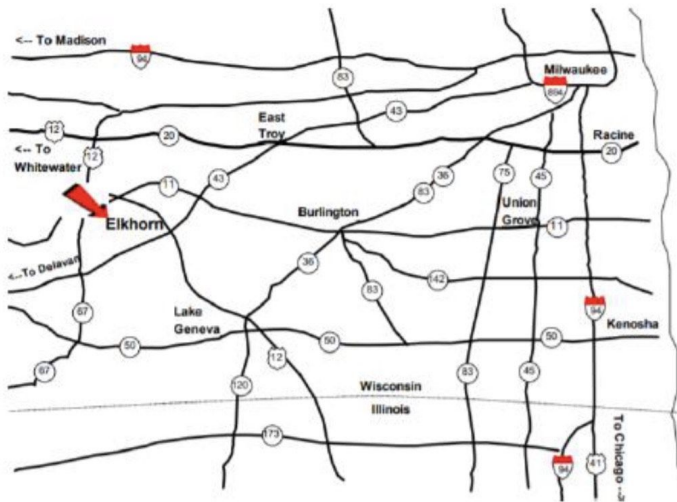 <-- To Madison
94
83
Milwaukee
894
43
East
Troy
12
20
Racine
20
<-- To
Whitewater
12
43
11
36
83
75
45
Elkhorn
Burlington
Union
Grove
11
<--To Delavan
36
83
142
67
Lake
Geneva
94
50
12
50
50
Kenosha
67
120
83
45
Wisconsin
Illinois
173
94
41
To Chicago -->